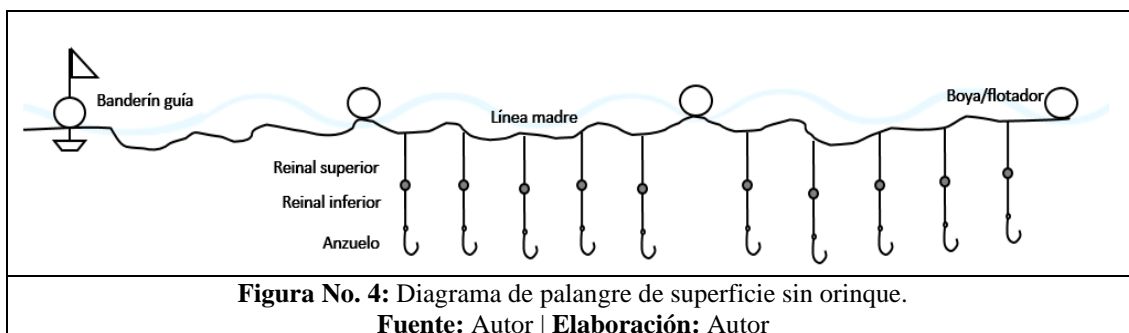 Banderín guía
Boya/flotador
Línea madre
Reinal superior
Reinal inferior
Anzuelo
Figura No. 4: Diagrama de palangre de superficie sin orinque.
Fuente: Autor | Elaboración: Autor